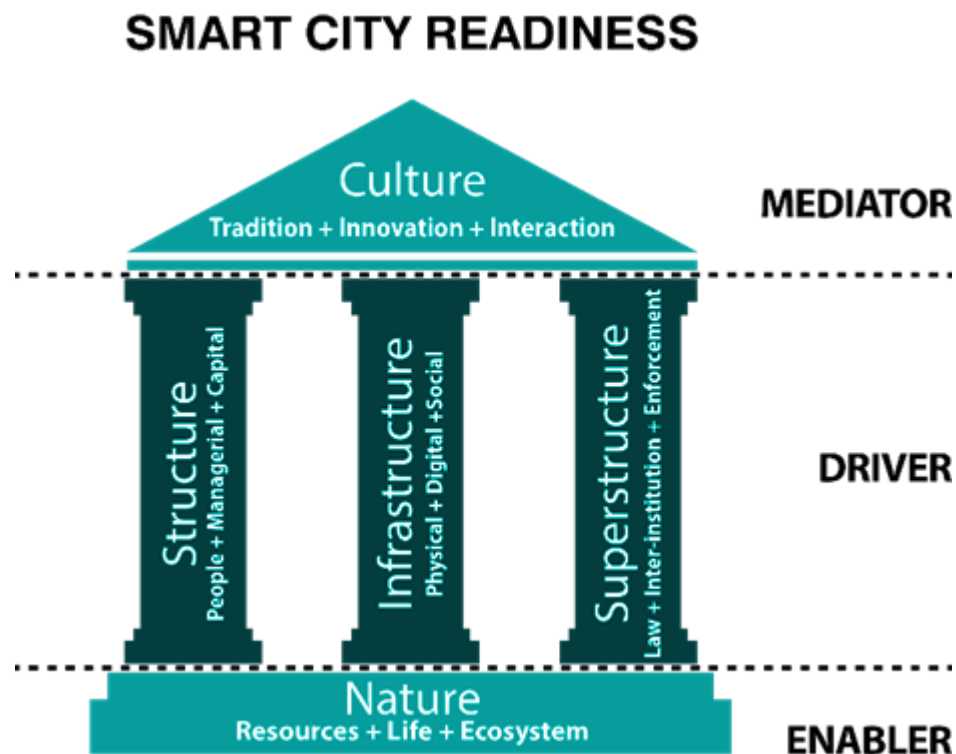 SMART CITY READINESS
Culture
Tradition + Innovation + Interaction
MEDIATOR
Structure
People + Managerial + Capital
Infrastructure
Physical + Digital +Social
Superstructure
Law + Inter-institution + Enforcement
DRIVER
Nature
Resources + Life + Ecosystem
ENABLER